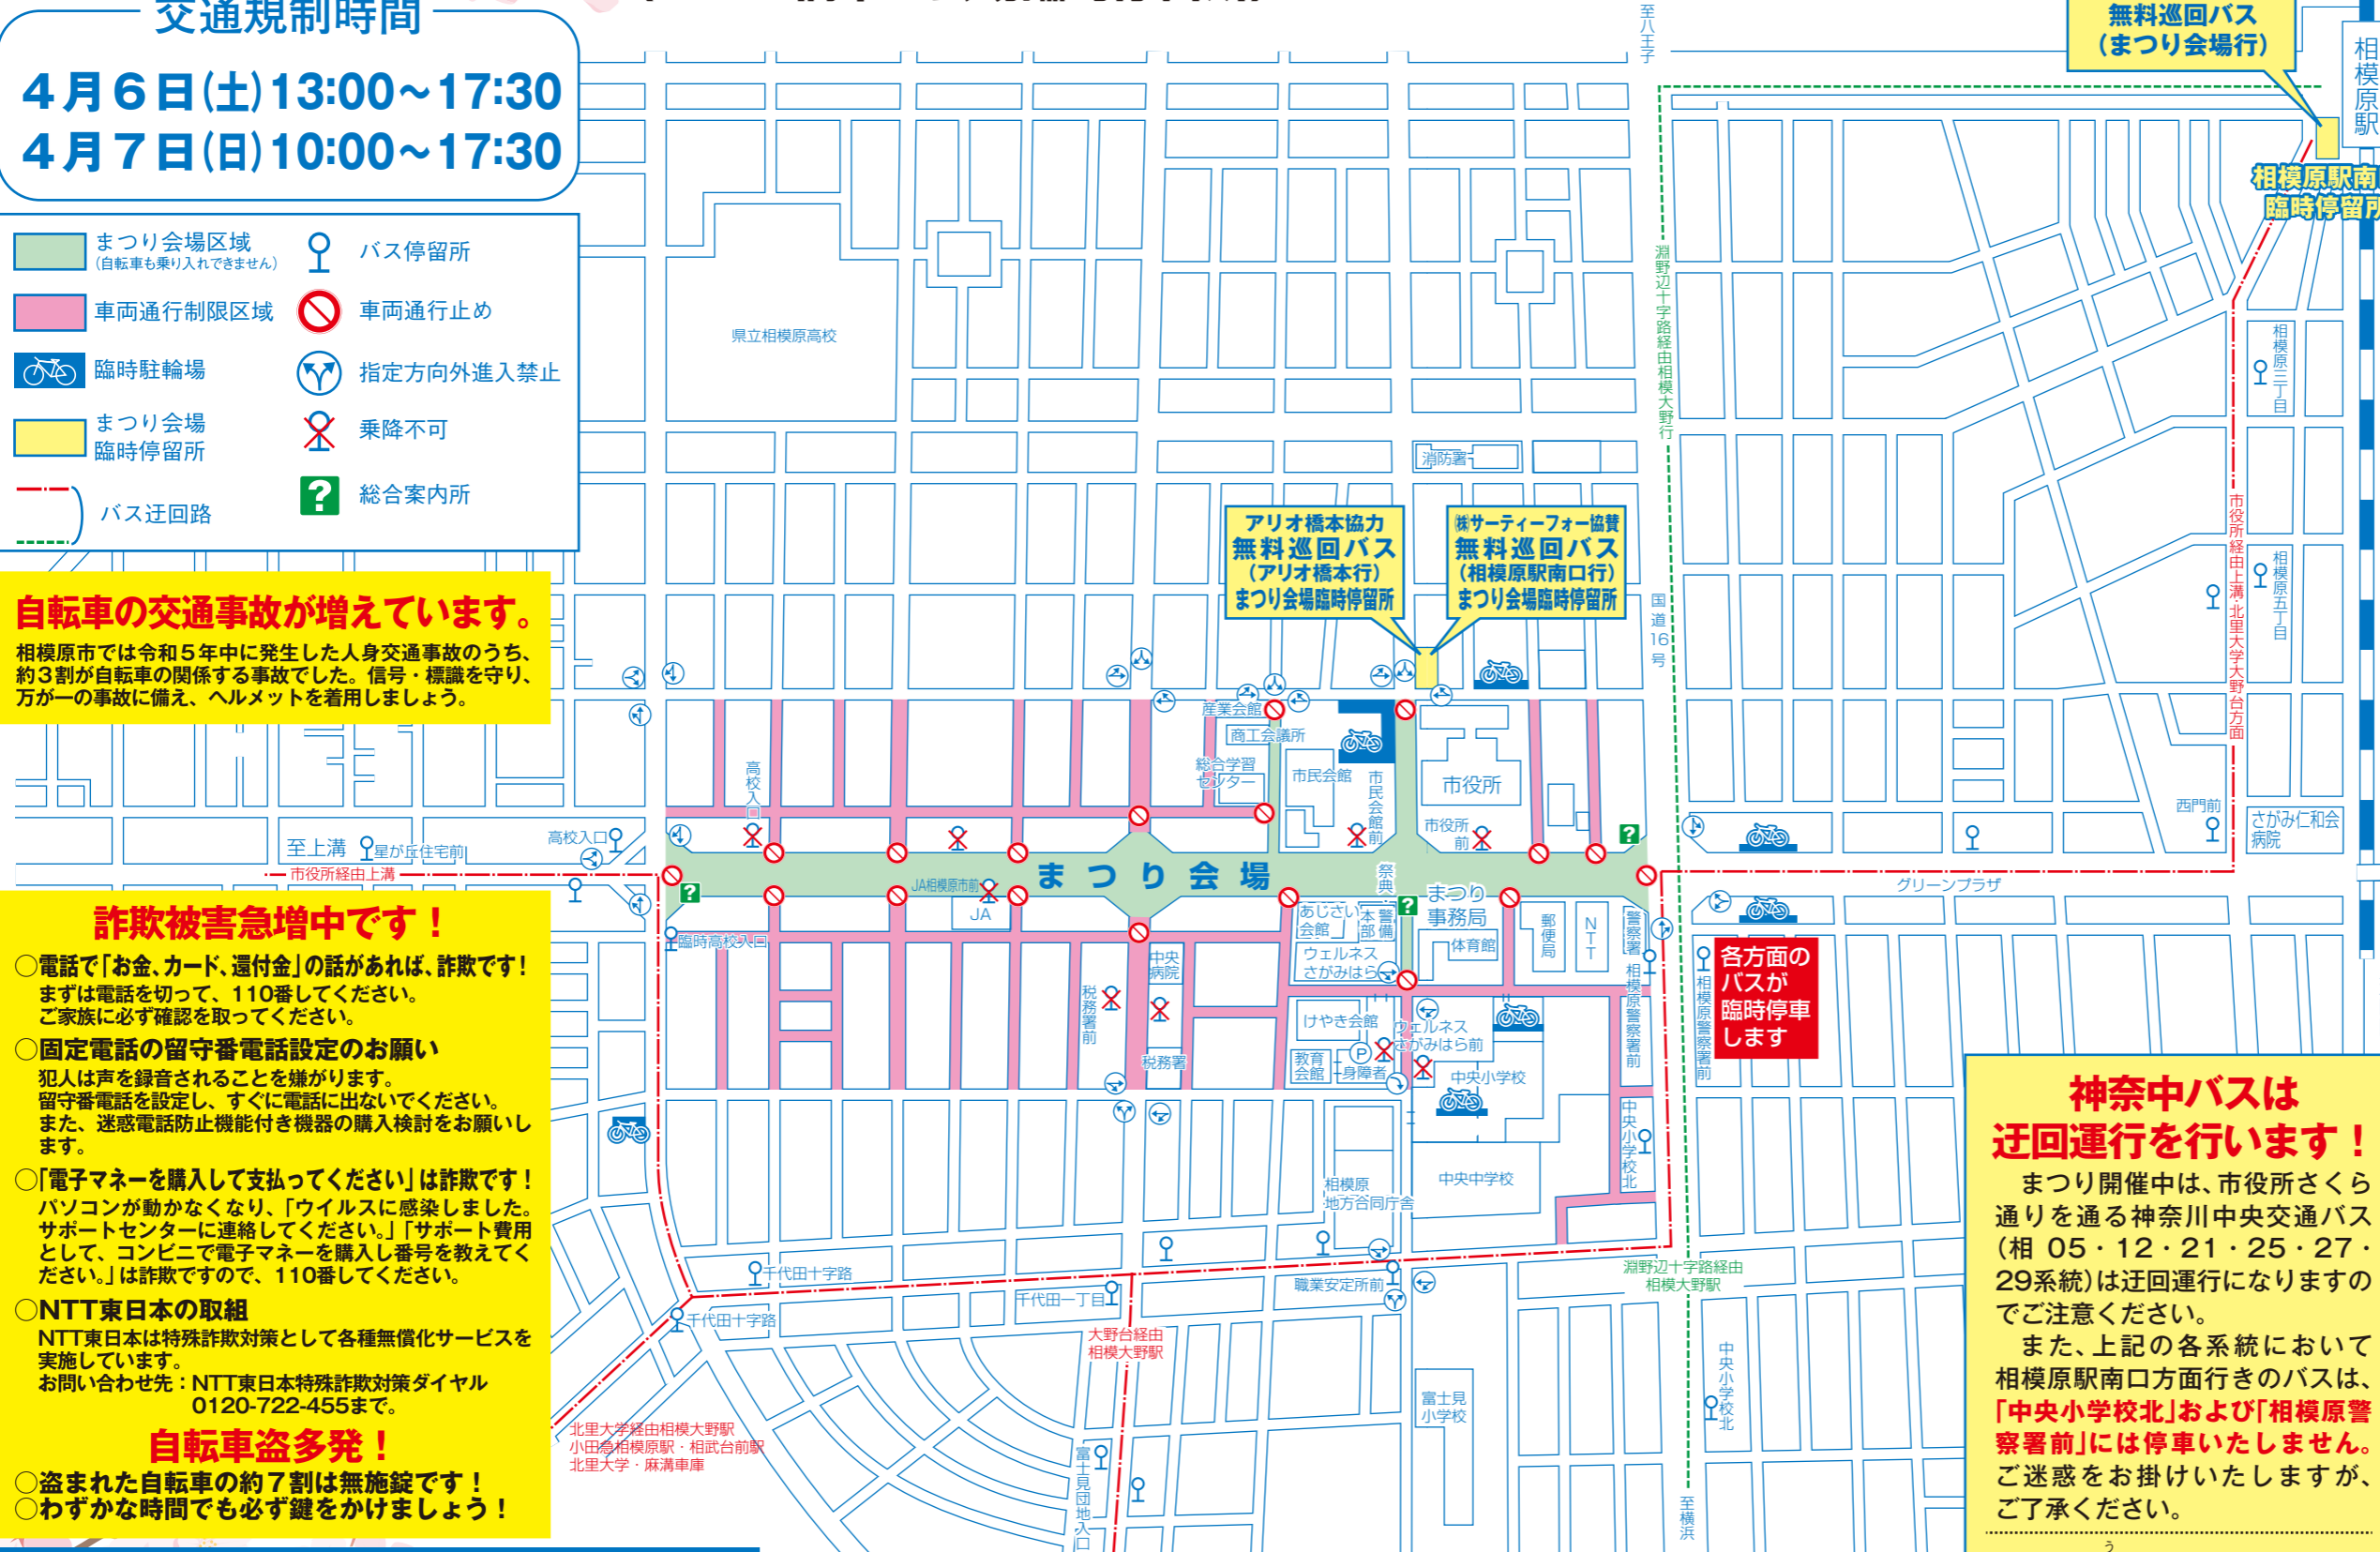 交通規制時間
4月6日(土)13:00～17:30
4月7日(日)10:00～17:30
まつり会場区域
(自転車も乗り入れできません)
車両通行制限区域
臨時駐輪場
まつり会場
臨時停留所
バス迂回路
バス停留所
車両通行止め
指定方向外進入禁止
乗降不可
総合案内所
自転車の交通事故が増えています。
相模原市では令和5年中に発生した人身交通事故のうち、
約3割が自転車の関係する事故でした。信号・標識を守り、
万が一の事故に備え、ヘルメットを着用しましょう。
詐欺被害急増中です！
○電話で「お金、カード、還付金」の話があれば、詐欺です！
まずは電話を切って、110番してください。
ご家族に必ず確認を取ってください。
○固定電話の留守番電話設定のお願い
犯人は声を録音されることを嫌がります。
留守番電話を設定し、すぐに電話に出ないでください。
また、迷惑電話防止機能付き機器の購入検討をお願いし
ます。
○「電子マネーを購入して支払ってください」は詐欺です！
パソコンが動かなくなり、「ウイルスに感染しました。
サポートセンターに連絡してください。」「サポート費用
として、コンビニで電子マネーを購入し番号を教えてく
ださい。」は詐欺ですので、110番してください。
○NTT東日本の取組
NTT東日本は特殊詐欺対策として各種無償化サービスを
実施しています。
お問い合わせ先：NTT東日本特殊詐欺対策ダイヤル
0120-722-455まで。
自転車盗多発！
○盗まれた自転車の約7割は無施錠です！
○わずかな時間でも必ず鍵をかけましょう！
至八王子
無料巡回バス
(まつり会場行)
相模原駅
相模原駅南
臨時停留所
県立相模原高校
消防署
淵野辺十字路経由相模大野行
国道16号
アリオ橋本協力
無料巡回バス
(アリオ橋本行)
まつり会場臨時停留所
㈱サーティーフォー協賛
無料巡回バス
(相模原駅南口行)
まつり会場臨時停留所
相模原三丁目
相模原五丁目
市役所経由上溝・北里大学大野台方面
産業会館
商工会議所
総合学習
センター
市民会館
市民会館前
市役所
市役所
前
高校入口
高校入口
至上溝
星が丘住宅前
市役所経由上溝
まつり会場
JA相模原市前
JA
臨時高校入口
祭典
警備
本部
あじさい
会館
まつり
事務局
体育館
郵便局
NTT
警察署
ウェルネス
さがみはら
中央
病院
税務署前
税務署
けやき会館
教育
会館
P
身障者
ウェルネス
さがみはら前
中央小学校
相模原警察署前
相模原警察署前
各方面の
バスが
臨時停車
します
西門前
さがみ仁和会
病院
グリーンプラザ
中央小学校北
中央中学校
相模原
地方合同庁舎
職業安定所前
千代田十字路
千代田十字路
千代田一丁目
大野台経由
相模大野駅
淵野辺十字路経由
相模大野駅
中央小学校北
富士見
小学校
富士見団地入口
北里大学経由相模大野駅
小田急相模原駅・相武台前駅
北里大学・麻溝車庫
至横浜
神奈中バスは
迂回運行を行います！
まつり開催中は、市役所さくら
通りを通る神奈川中央交通バス
(相 05・12・21・25・27・
29系統)は迂回運行になりますの
でご注意ください。
また、上記の各系統において
相模原駅南口方面行きのバスは、
「中央小学校北」および「相模原警
察署前」には停車いたしません。
ご迷惑をお掛けいたしますが、
ご了承ください。
う